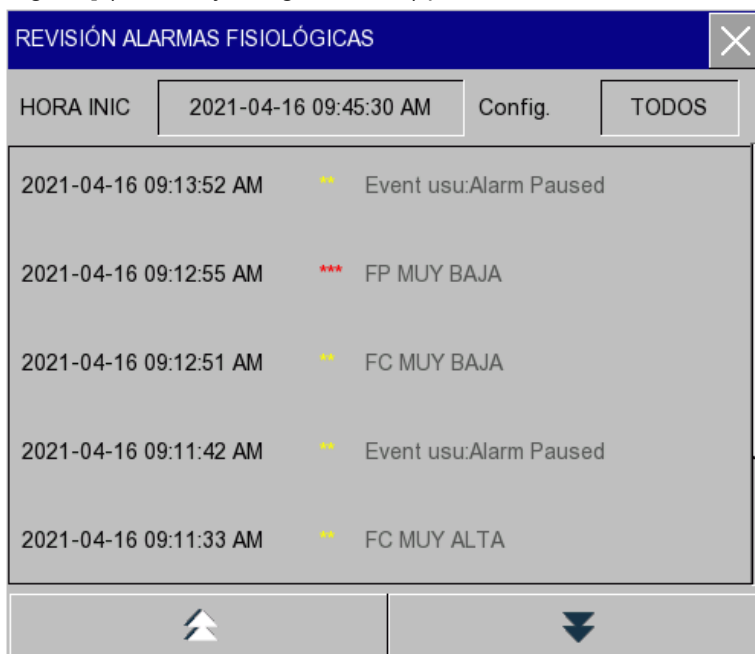 REVISIÓN ALARMAS FISIOLÓGICAS
HORA INIC 2021-04-16 09:45:30 AM Config. TODOS
2021-04-16 09:13:52 AM ** Event usu:Alarm Paused
2021-04-16 09:12:55 AM *** FP MUY BAJA
2021-04-16 09:12:51 AM ** FC MUY BAJA
2021-04-16 09:11:42 AM ** Event usu:Alarm Paused
2021-04-16 09:11:33 AM ** FC MUY ALTA